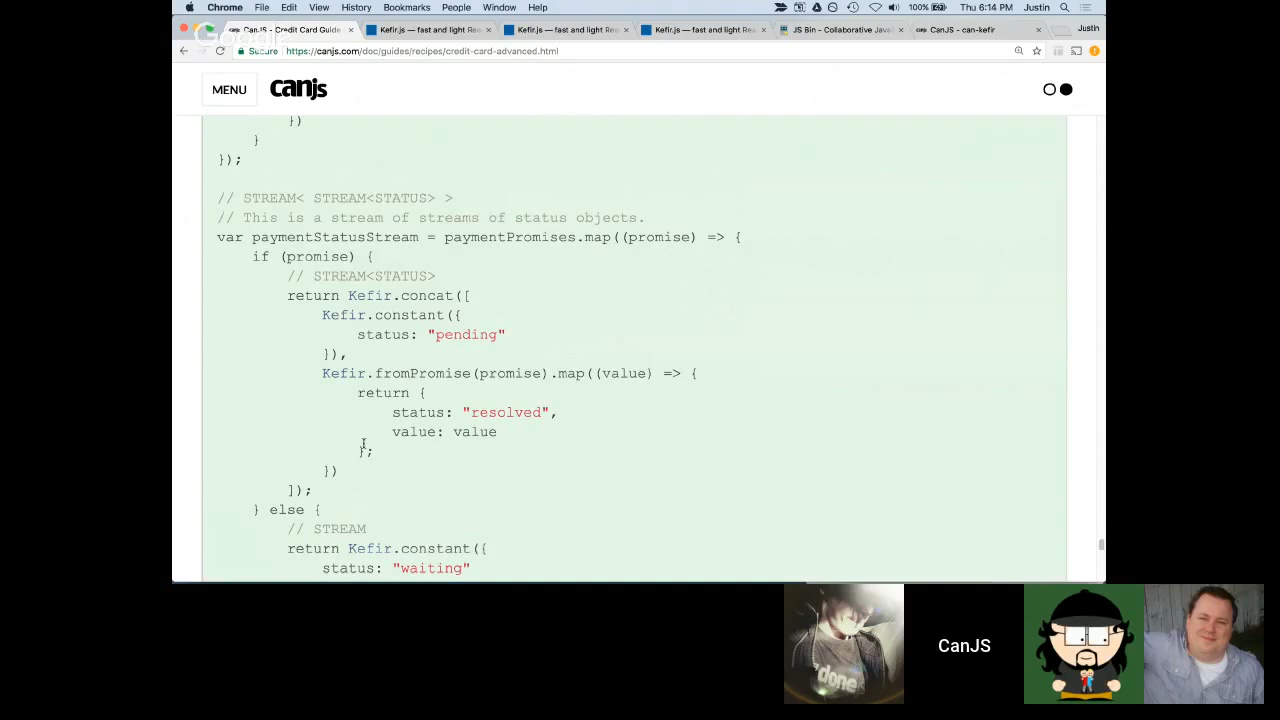 Chrome File Edit View History Bookmarks People Window Help 100% Thu 6:14 PM Justin
CanJS - Credit Card Guide × Kefir.js — fast and light Rea × Kefir.js — fast and light Rea × Kefir.js — fast and light Rea × JS Bin - Collaborative Java × CanJS - can-kefir × Justin
Secure https://canjs.com/doc/guides/recipes/credit-card-advanced.html
MENU canjs
})
}
});
// STREAM< STREAM<STATUS> >
// This is a stream of streams of status objects.
var paymentStatusStream = paymentPromises.map((promise) => {
if (promise) {
// STREAM<STATUS>
return Kefir.concat([
Kefir.constant({
status: "pending"
}),
Kefir.fromPromise(promise).map((value) => {
return {
status: "resolved",
value: value
};
})
]);
} else {
// STREAM
return Kefir.constant({
status: "waiting"
done
CanJS